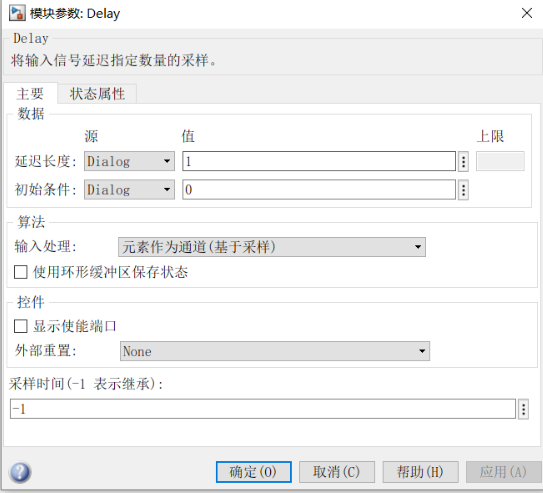 模块参数: Delay
Delay
将输入信号延迟指定数量的采样。
主要 状态属性
数据
源 值 上限
延迟长度: Dialog 1
初始条件: Dialog 0
算法
输入处理: 元素作为通道(基于采样)
使用环形缓冲区保存状态
控件
显示使能端口
外部重置: None
采样时间(-1 表示继承):
-1
确定(O) 取消(C) 帮助(H) 应用(A)